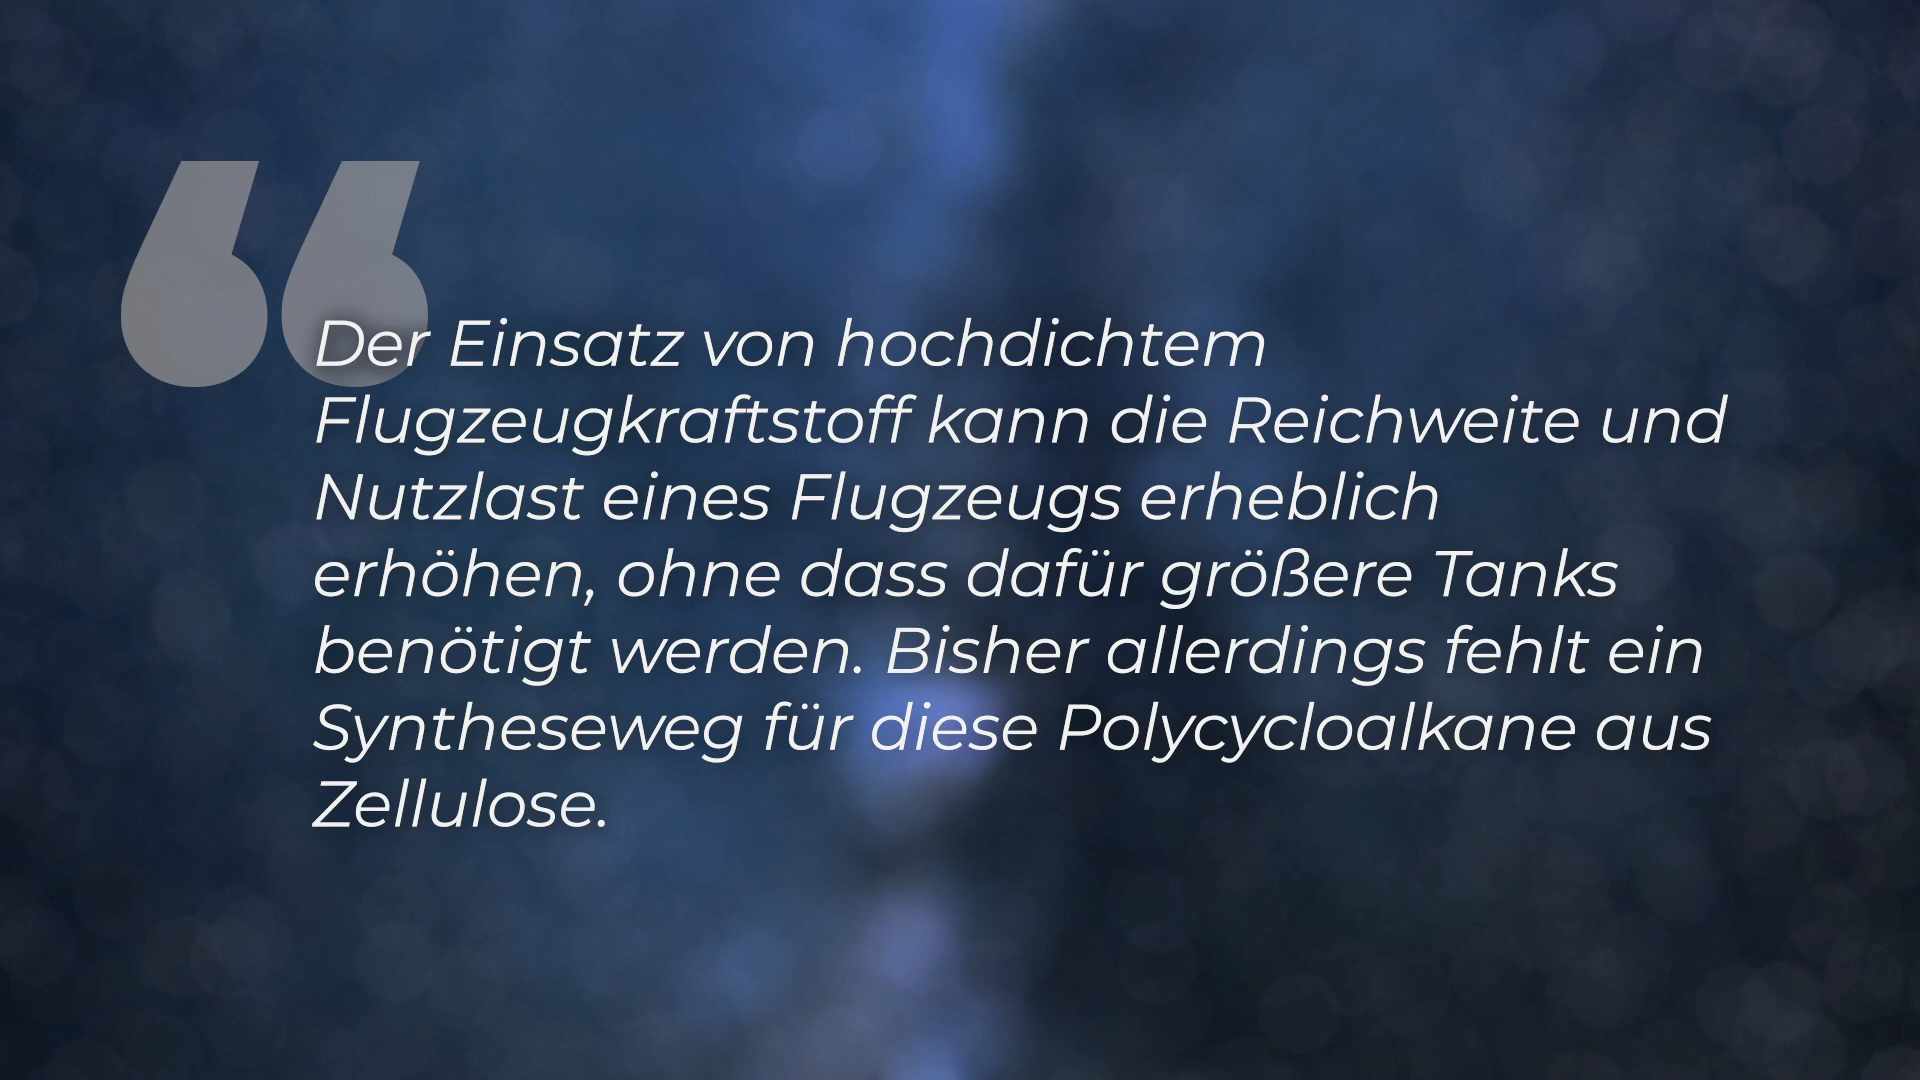 Der Einsatz von hochdichtem
Flugzeugkraftstoff kann die Reichweite und
Nutzlast eines Flugzeugs erheblich
erhöhen, ohne dass dafür größere Tanks
benötigt werden. Bisher allerdings fehlt ein
Syntheseweg für diese Polycycloalkane aus
Zellulose.